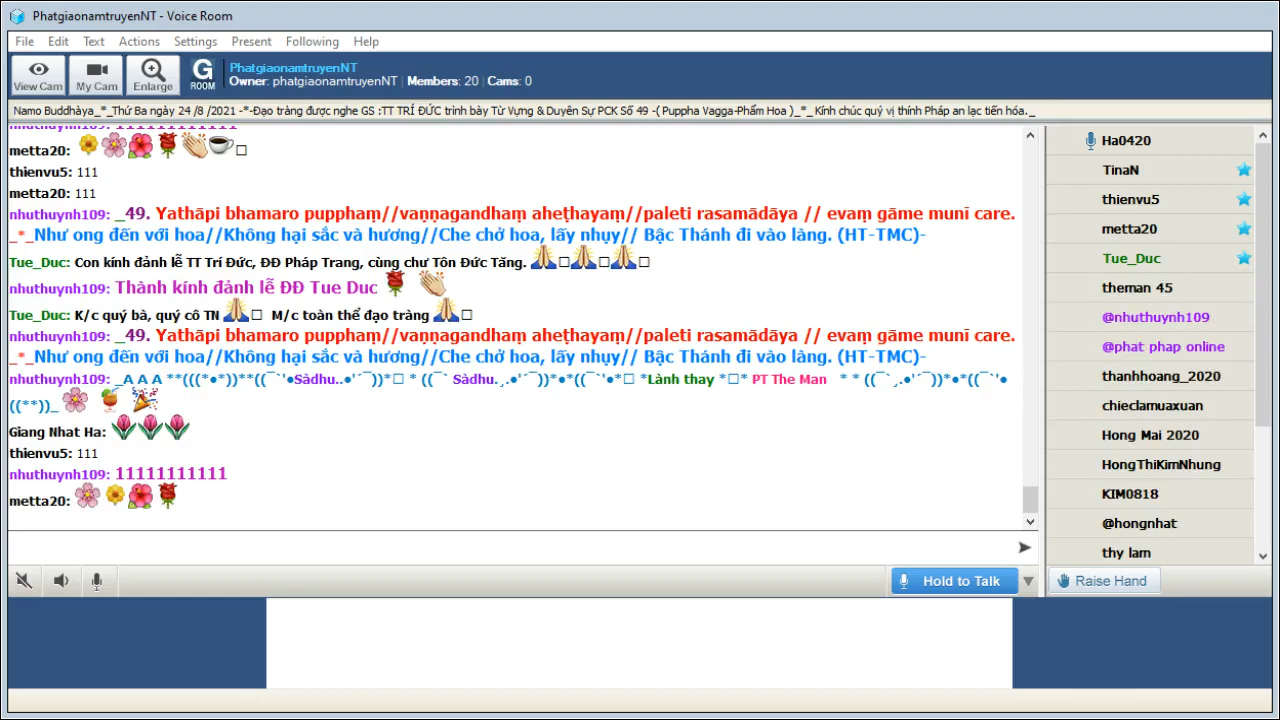 PhatgiaonamtruyenNT - Voice Room
File Edit Text Actions Settings Present Following Help
View Cam My Cam Enlarge G ROOM
PhatgiaonamtruyenNT
Owner: phatgiaonamtruyenNT | Members: 20 | Cams: 0
Namo Buddhàya_*_Thứ Ba ngày 24 /8 /2021 -*-Đạo tràng được nghe GS :TT TRÍ ĐỨC trình bày Từ Vựng & Duyên Sự PCK Số 49 -( Puppha Vagga-Phẩm Hoa )_*_Kính chúc quý vị thính Pháp an lạc tiến hóa._
nhuthuynh109: 11111111111
metta20:
thienvu5: 111
metta20: 111
nhuthuynh109: _49. Yathāpi bhamaro pupphaṃ//vaṇṇagandhaṃ aheṭhayaṃ//paleti rasamādāya // evaṃ gāme munī care.
_*_Như ong đến với hoa//Không hại sắc và hương//Che chở hoa, lấy nhụy// Bậc Thánh đi vào làng. (HT-TMC)-
Tue_Duc: Con kính đảnh lễ TT Trí Đức, ĐĐ Pháp Trang, cùng chư Tôn Đức Tăng.
nhuthuynh109: Thành kính đảnh lễ ĐĐ Tue Duc
Tue_Duc: K/c quý bà, quý cô TN M/c toàn thể đạo tràng
nhuthuynh109: _49. Yathāpi bhamaro pupphaṃ//vaṇṇagandhaṃ aheṭhayaṃ//paleti rasamādāya // evaṃ gāme munī care.
_*_Như ong đến với hoa//Không hại sắc và hương//Che chở hoa, lấy nhụy// Bậc Thánh đi vào làng. (HT-TMC)-
nhuthuynh109: _A A A **(((*•*))**((¯`'•Sàdhu..•'´¯))*□ * ((¯` Sàdhu.¸.•'´¯))*•*((¯`'•*□ *Lành thay *□* PT The Man * * ((¯`¸.•'´¯))*•*((¯`'•
((**))_
Giang Nhat Ha:
thienvu5: 111
nhuthuynh109: 11111111111
metta20:
Hold to Talk
Ha0420
TinaN
thienvu5
metta20
Tue_Duc
theman 45
@nhuthuynh109
@phat phap online
thanhhoang_2020
chieclamuaxuan
Hong Mai 2020
HongThiKimNhung
KIM0818
@hongnhat
thy lam
Raise Hand